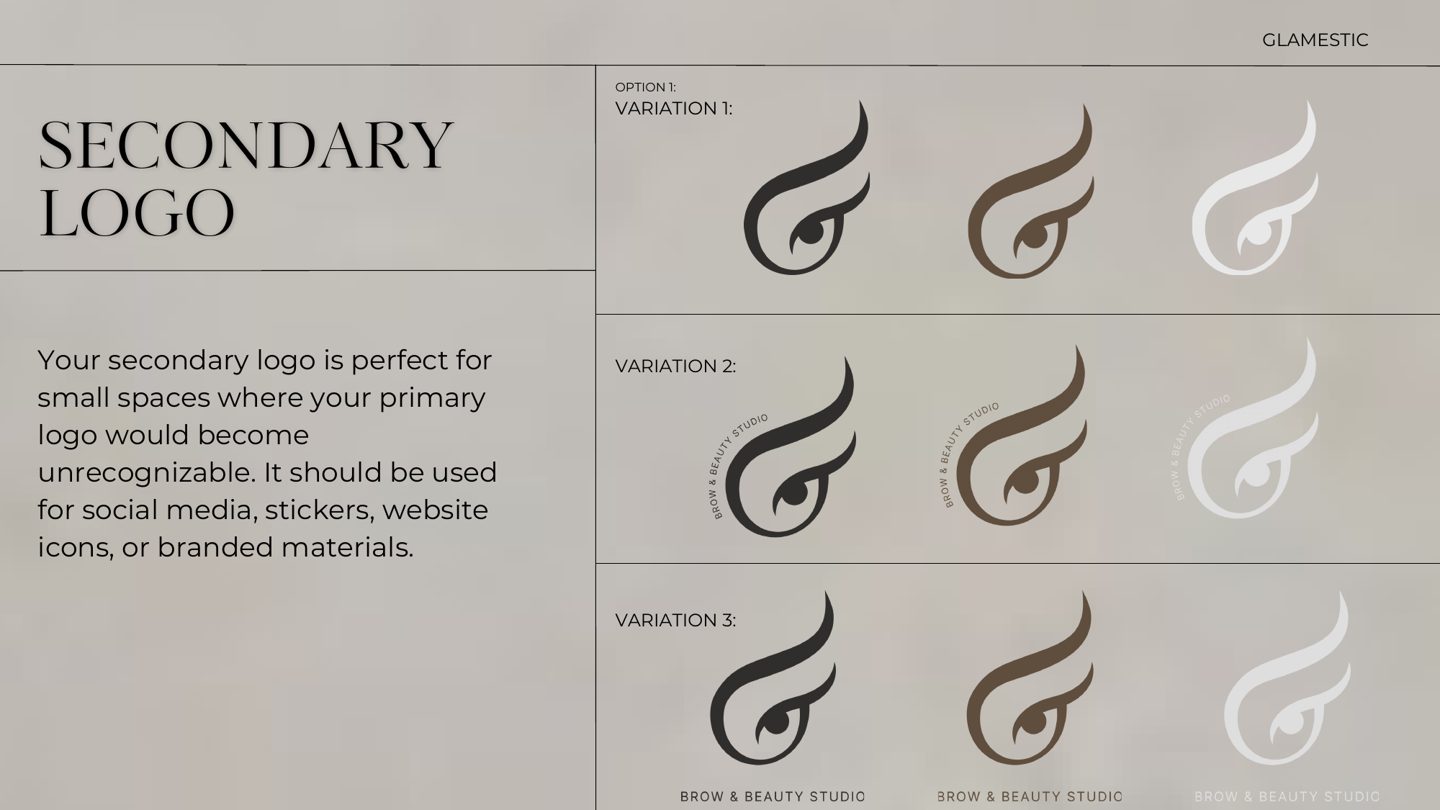 GLAMESTIC
SECONDARY
LOGO
Your secondary logo is perfect for
small spaces where your primary
logo would become
unrecognizable. It should be used
for social media, stickers, website
icons, or branded materials.
OPTION 1:
VARIATION 1:
VARIATION 2:
BROW & BEAUTY STUDIO
BROW & BEAUTY STUDIO
BROW & BEAUTY STUDIO
VARIATION 3:
BROW & BEAUTY STUDIO
BROW & BEAUTY STUDIO
BROW & BEAUTY STUDIO